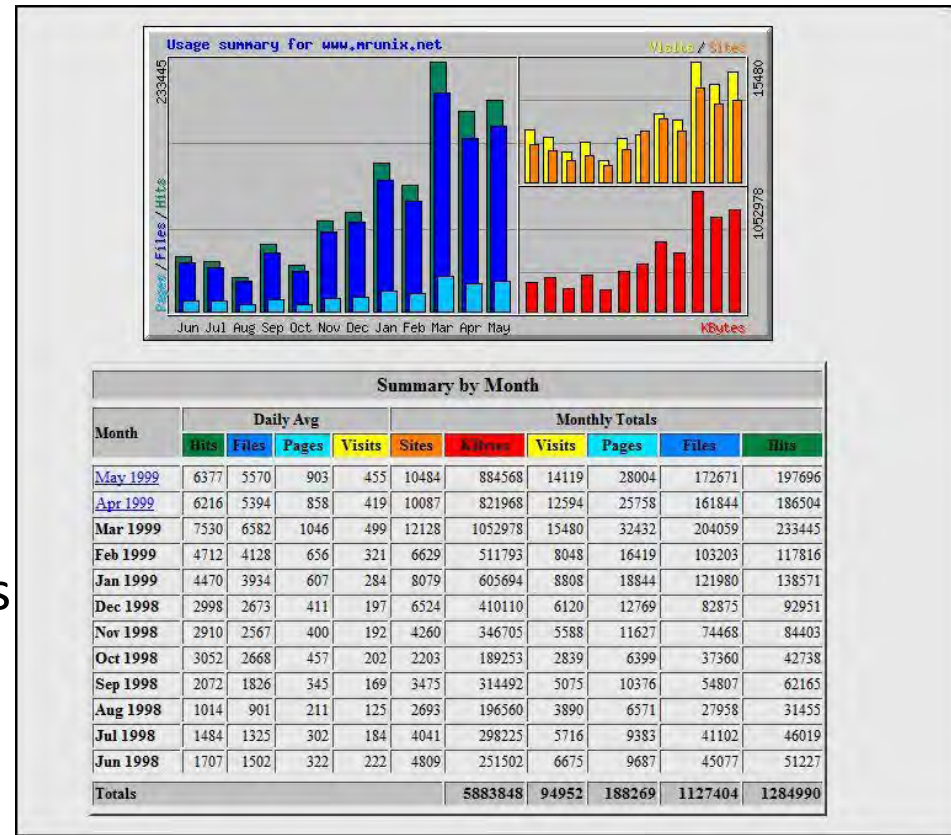 Usage summary for www.mrunix.net
Visits / Sites
233445
15480
Pages / Files / Hits
1052978
Jun Jul Aug Sep Oct Nov Dec Jan Feb Mar Apr May
KBytes
s
Summary by Month
Month Daily Avg Monthly Totals
Hits Files Pages Visits Sites KBytes Visits Pages Files Hits
May 1999 6377 5570 903 455 10484 884568 14119 28004 172671 197696
Apr 1999 6216 5394 858 419 10087 821968 12594 25758 161844 186504
Mar 1999 7530 6582 1046 499 12128 1052978 15480 32432 204059 233445
Feb 1999 4712 4128 656 321 6629 511793 8048 16419 103203 117816
Jan 1999 4470 3934 607 284 8079 605694 8808 18844 121980 138571
Dec 1998 2998 2673 411 197 6524 410110 6120 12769 82875 92951
Nov 1998 2910 2567 400 192 4260 346705 5588 11627 74468 84403
Oct 1998 3052 2668 457 202 2203 189253 2839 6399 37360 42738
Sep 1998 2072 1826 345 169 3475 314492 5075 10376 54807 62165
Aug 1998 1014 901 211 125 2693 196560 3890 6571 27958 31455
Jul 1998 1484 1325 302 184 4041 298225 5716 9383 41102 46019
Jun 1998 1707 1502 322 222 4809 251502 6675 9687 45077 51227
Totals 5883848 94952 188269 1127404 1284990